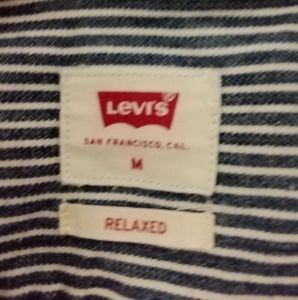 Levi's
SAN FRANCISCO, CAL.
M
RELAXED